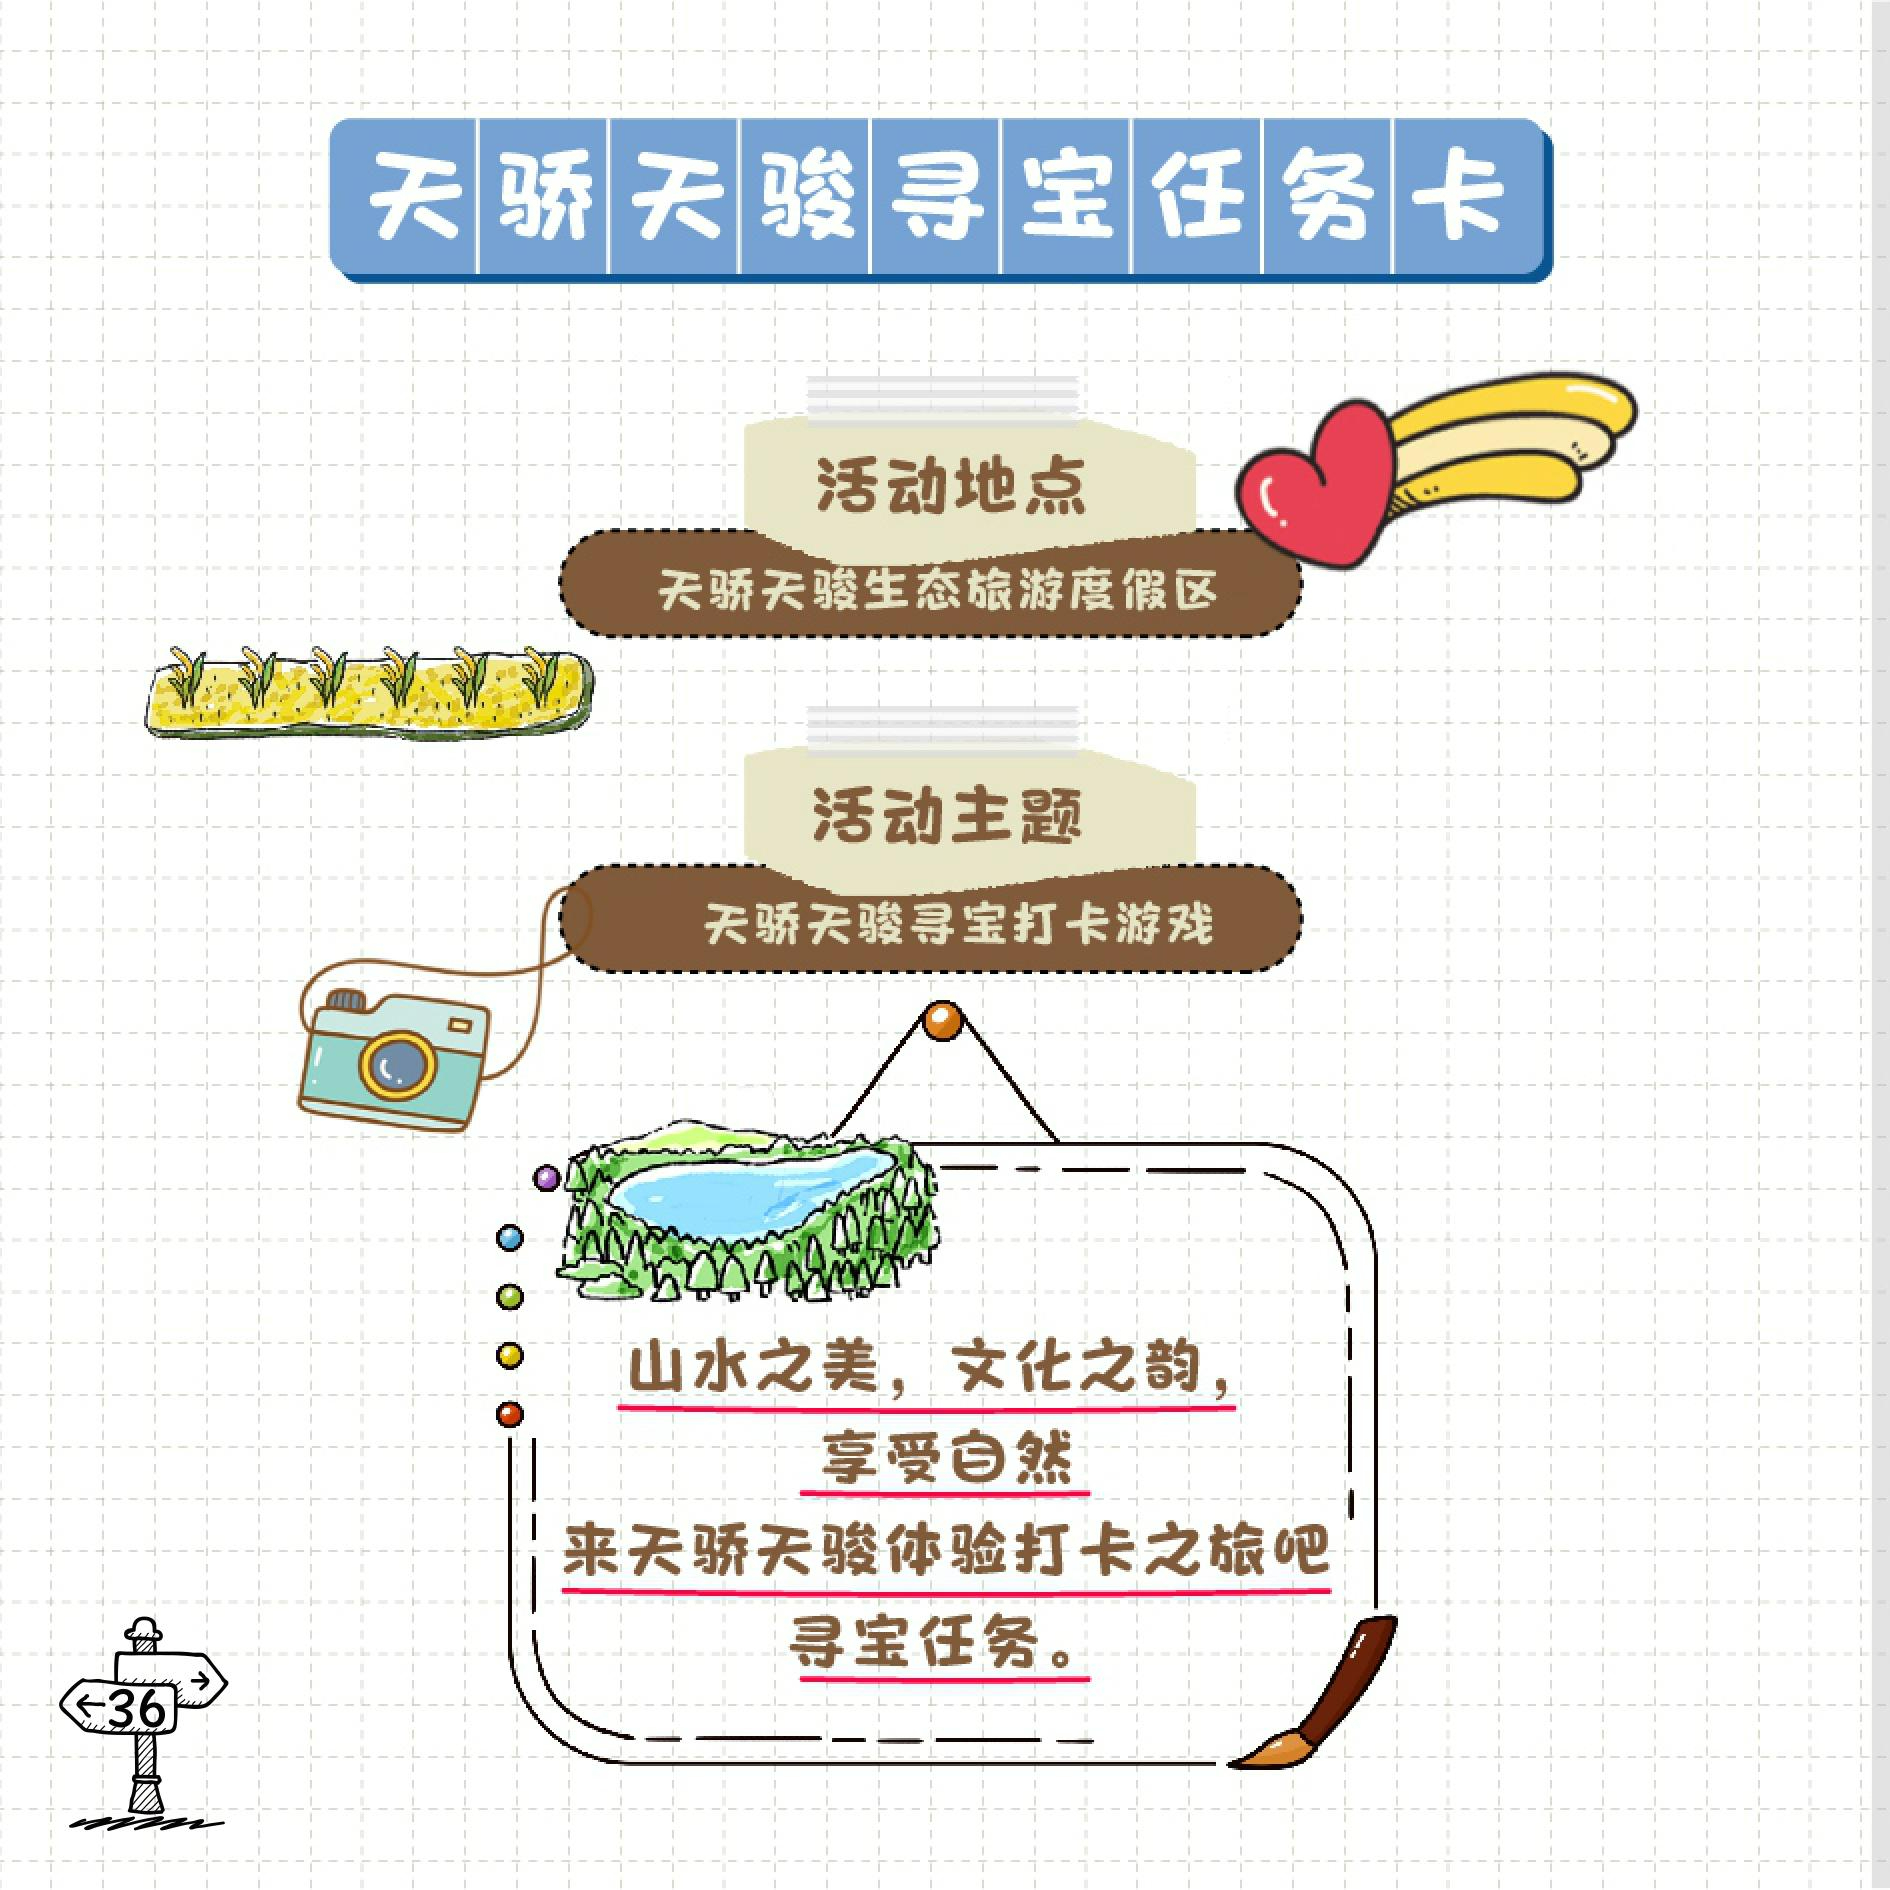 天骄天骏寻宝任务卡
活动地点
天骄天骏生态旅游度假区
活动主题
天骄天骏寻宝打卡游戏
山水之美，文化之韵，
享受自然
来天骄天骏体验打卡之旅吧
寻宝任务。
36